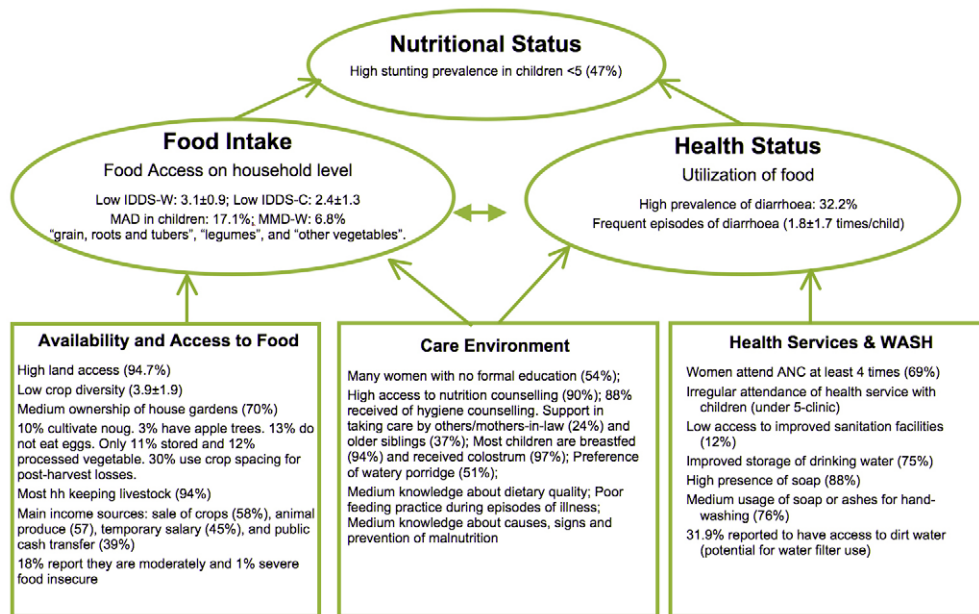 Nutritional Status
High stunting prevalence in children <5 (47%)
Food Intake
Food Access on household level
Low IDDS-W: 3.1±0.9; Low IDDS-C: 2.4±1.3
MAD in children: 17.1%; MMD-W: 6.8%
“grain, roots and tubers”, “legumes”, and “other vegetables”.
Health Status
Utilization of food
High prevalence of diarrhoea: 32.2%
Frequent episodes of diarrhoea (1.8±1.7 times/child)
Availability and Access to Food
High land access (94.7%)
Low crop diversity (3.9±1.9)
Medium ownership of house gardens (70%)
10% cultivate noug. 3% have apple trees. 13% do
not eat eggs. Only 11% stored and 12%
processed vegetable. 30% use crop spacing for
post-harvest losses.
Most hh keeping livestock (94%)
Main income sources: sale of crops (58%), animal
produce (57), temporary salary (45%), and public
cash transfer (39%)
18% report they are moderately and 1% severe
food insecure
Care Environment
Many women with no formal education (54%);
High access to nutrition counselling (90%); 88%
received of hygiene counselling. Support in
taking care by others/mothers-in-law (24%) and
older siblings (37%); Most children are breastfed
(94%) and received colostrum (97%); Preference
of watery porridge (51%);
Medium knowledge about dietary quality; Poor
feeding practice during episodes of illness;
Medium knowledge about causes, signs and
prevention of malnutrition
Health Services & WASH
Women attend ANC at least 4 times (69%)
Irregular attendance of health service with
children (under 5-clinic)
Low access to improved sanitation facilities
(12%)
Improved storage of drinking water (75%)
High presence of soap (88%)
Medium usage of soap or ashes for hand-
washing (76%)
31.9% reported to have access to dirt water
(potential for water filter use)